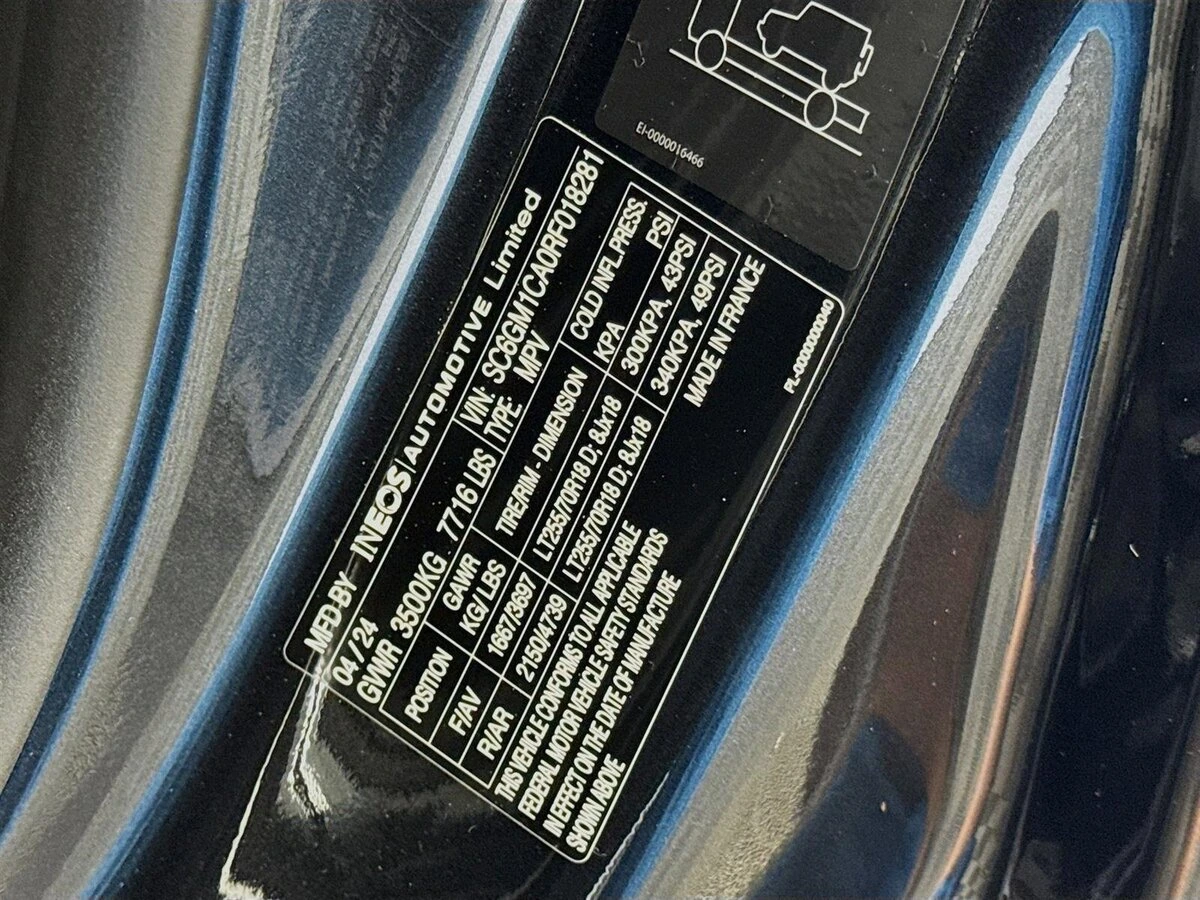 EI-0000016466
MFD BY INEOS AUTOMOTIVE Limited
04 / 24 VIN: SC6GM1CA0RF018281
GVWR 3500KG 7716 LBS TYPE: MPV
POSITION GAWR KG/ LBS TIRE/RIM - DIMENSION COLD INFL.PRESS. KPA PSI
F/AV 1667/3697 LT255/70R18 D; 8Jx18 300KPA, 43PSI
R/AR 2150/4739 LT255/70R18 D; 8Jx18 340KPA, 49PSI
THIS VEHICLE CONFORMS TO ALL APPLICABLE MADE IN FRANCE
FEDERAL MOTOR VEHICLE SAFETY STANDARDS
IN EFFECT ON THE DATE OF MANUFACTURE
SHOWN ABOVE
PL-0000000040